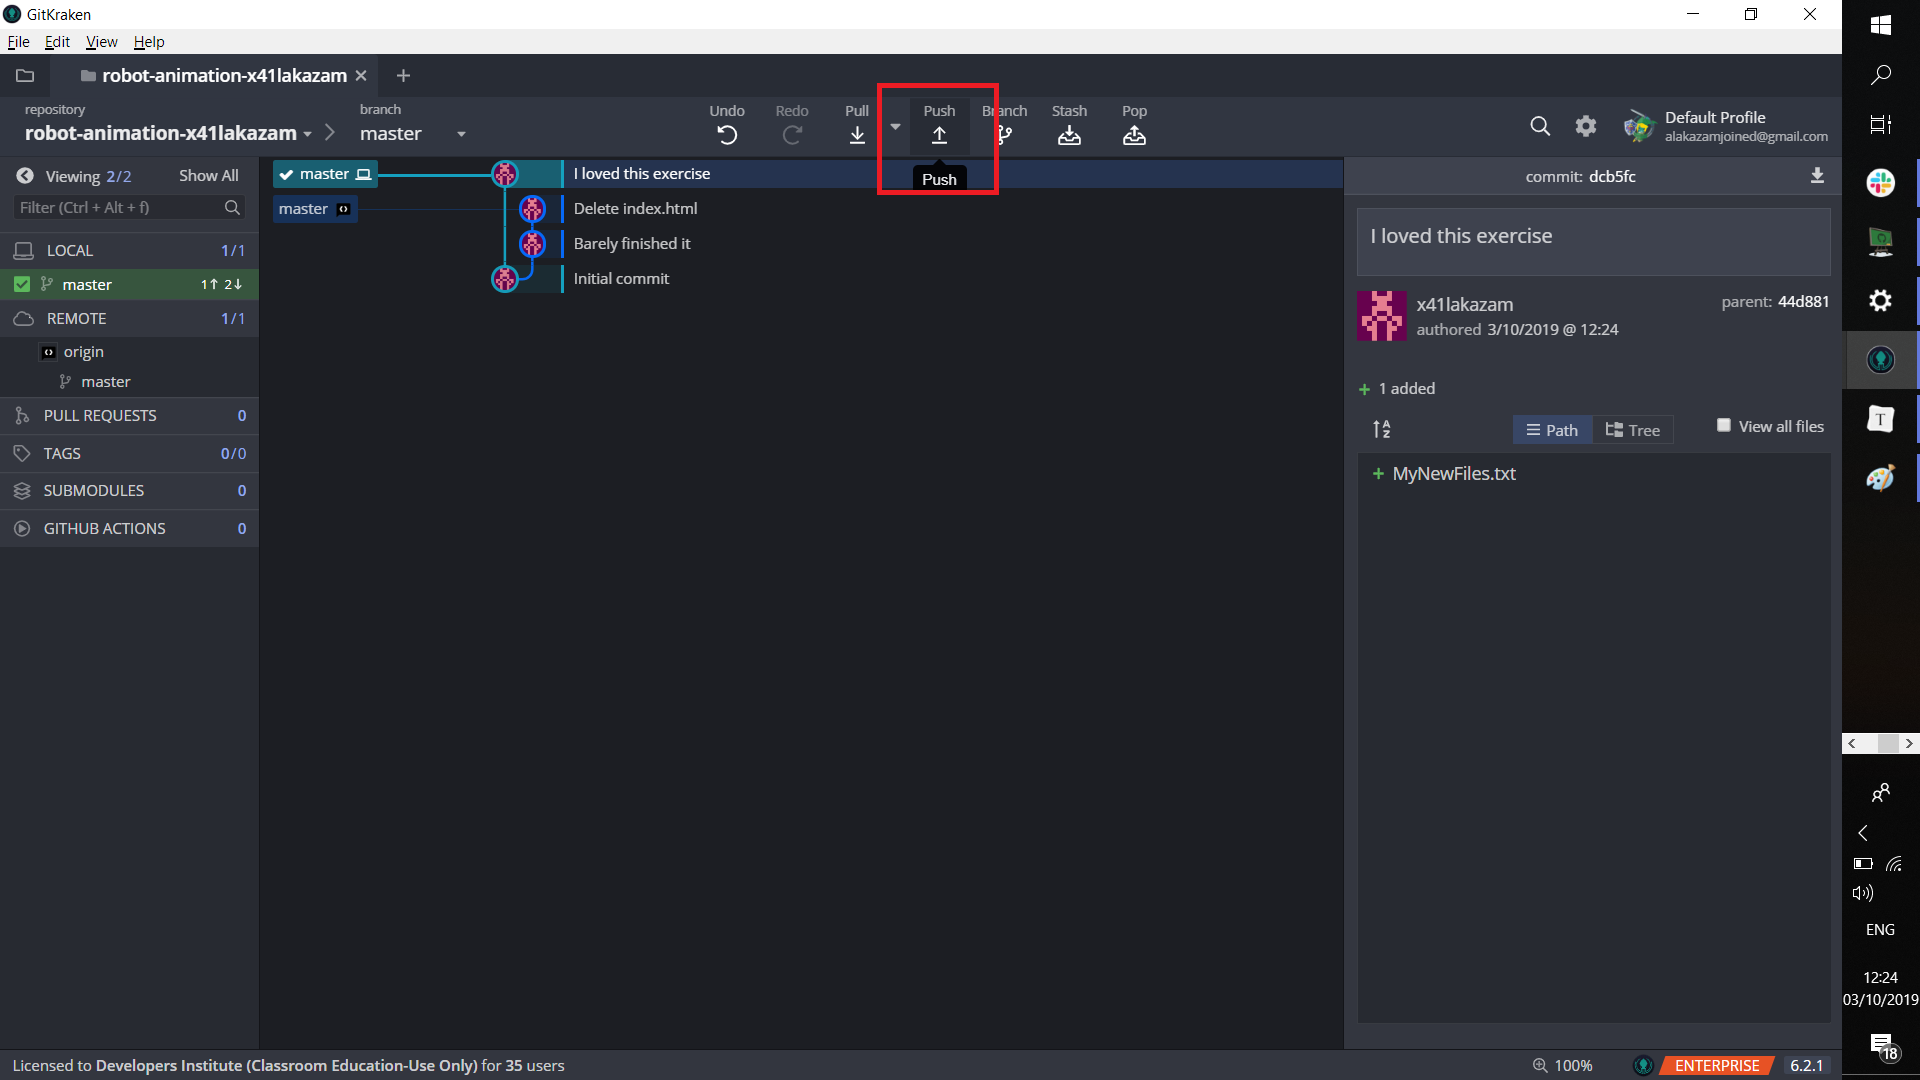 GitKraken
File Edit View Help
robot-animation-x41lakazam
repository
robot-animation-x41lakazam
branch
master
Undo
Redo
Pull
Push
Branch
Stash
Pop
Push
Default Profile
alakazamjoined@gmail.com
Viewing 2/2 Show All
Filter (Ctrl + Alt + f)
LOCAL 1/1
master 1↑ 2↓
REMOTE 1/1
origin
master
PULL REQUESTS 0
TAGS 0/0
SUBMODULES 0
GITHUB ACTIONS 0
master I loved this exercise
master Delete index.html
Barely finished it
Initial commit
commit: dcb5fc
I loved this exercise
x41lakazam
authored 3/10/2019 @ 12:24
parent: 44d881
+ 1 added
A
Z
Path
Tree
View all files
+ MyNewFiles.txt
T
ENG
12:24
03/10/2019
18
Licensed to Developers Institute (Classroom Education-Use Only) for 35 users
100%
ENTERPRISE
6.2.1